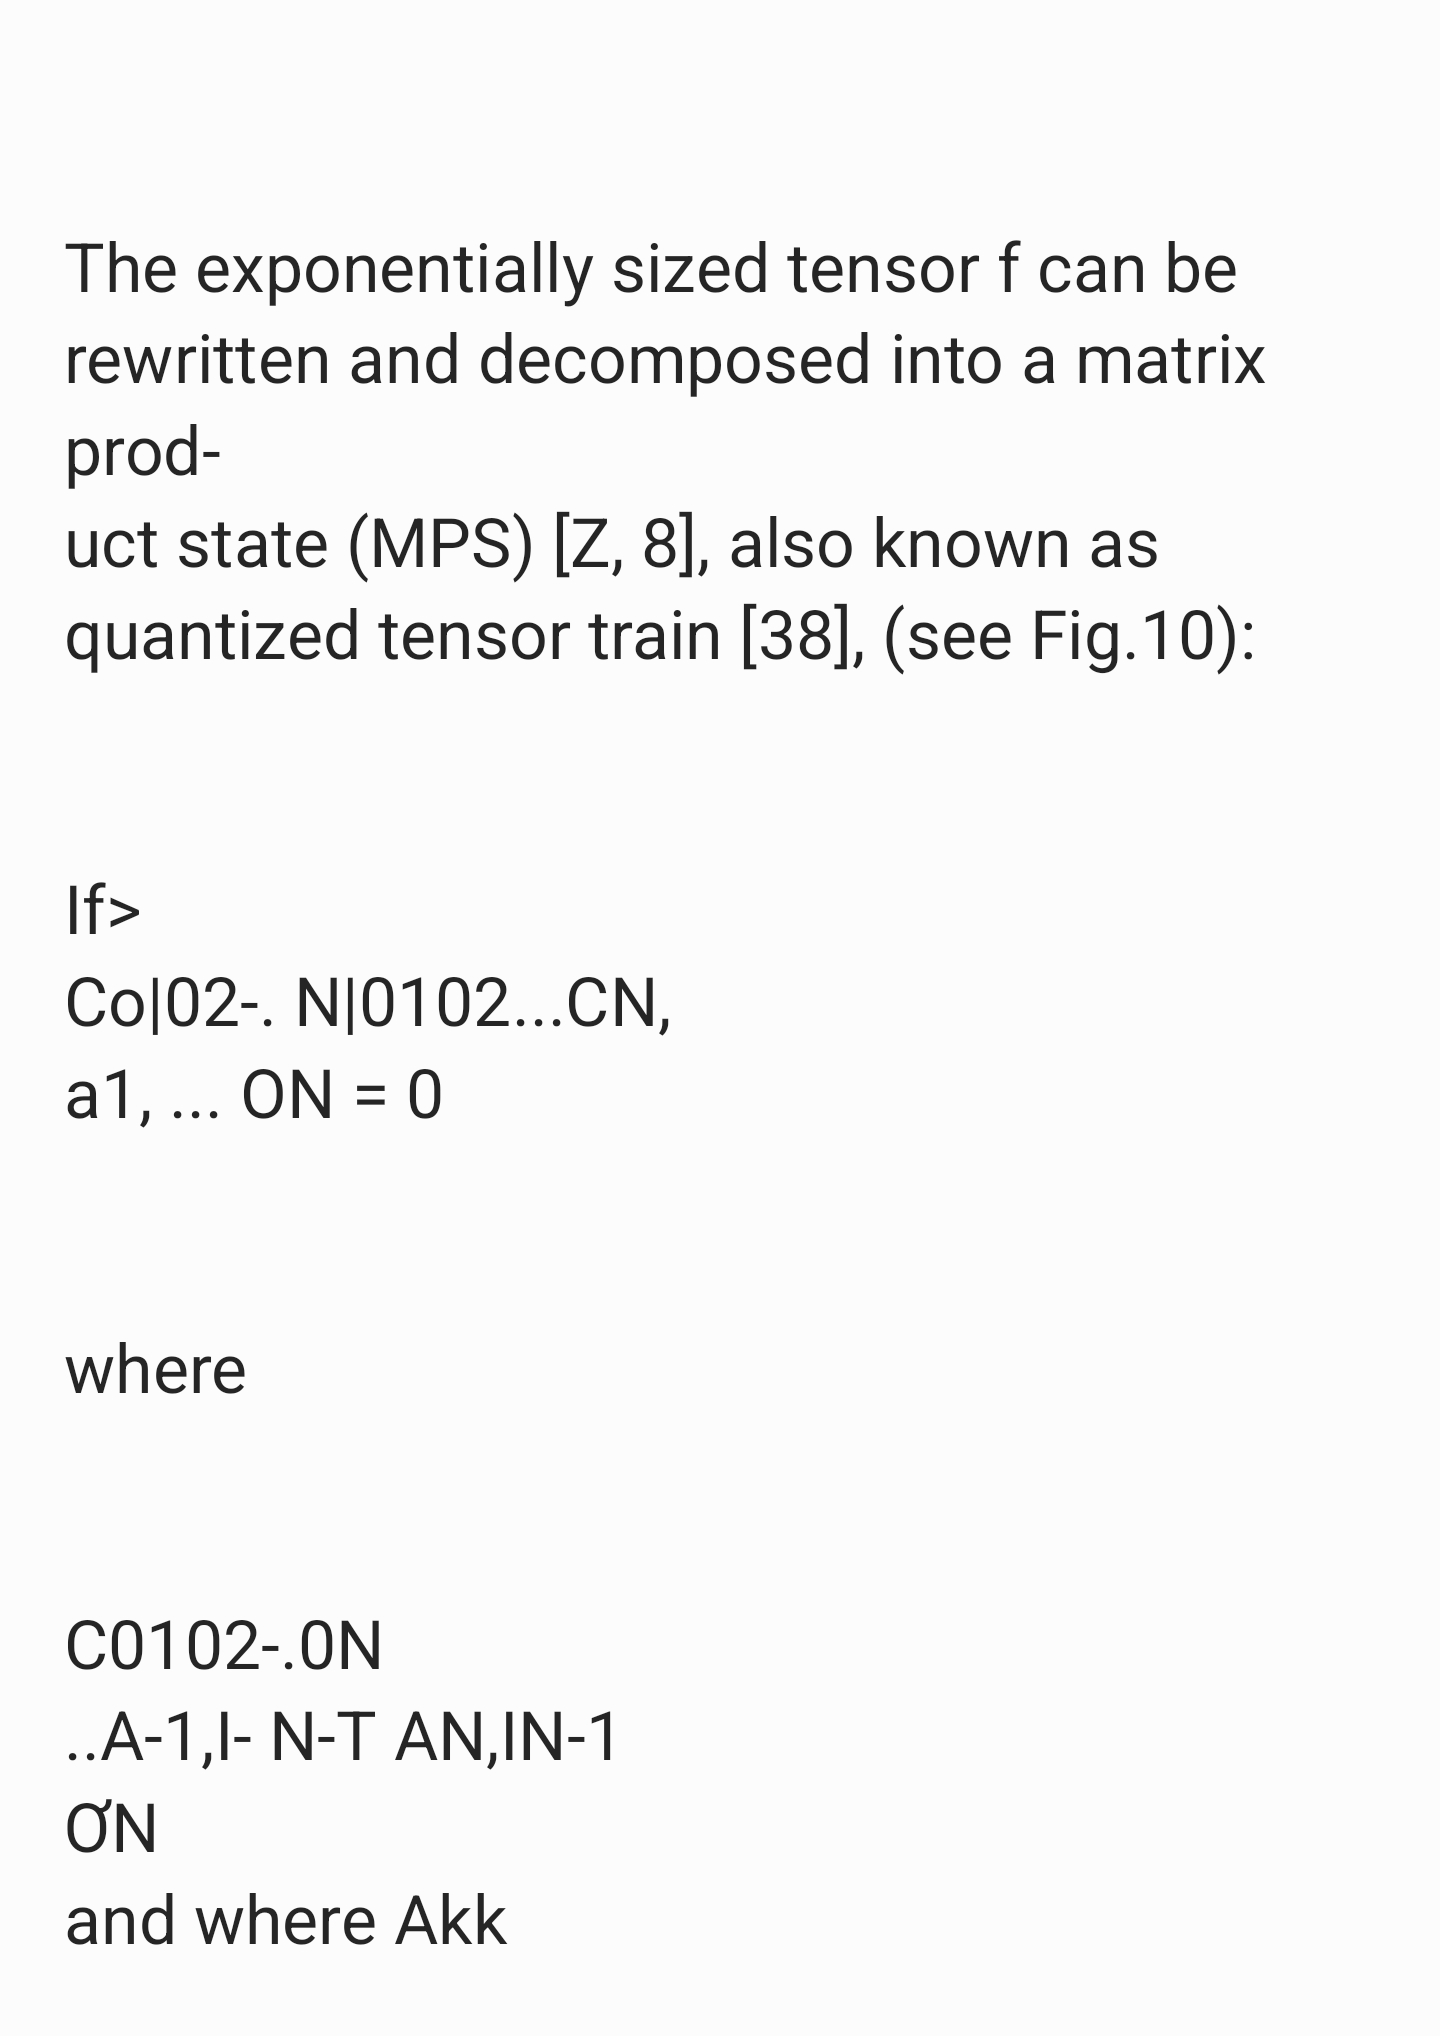 The exponentially sized tensor f can be
rewritten and decomposed into a matrix
prod-
uct state (MPS) [Z, 8], also known as
quantized tensor train [38], (see Fig.10):
If>
Co|02-. N|0102...CN,
a1, ... ON = 0
where
C0102-.0N
..A-1,I- N-T AN,IN-1
ƠN
and where Akk